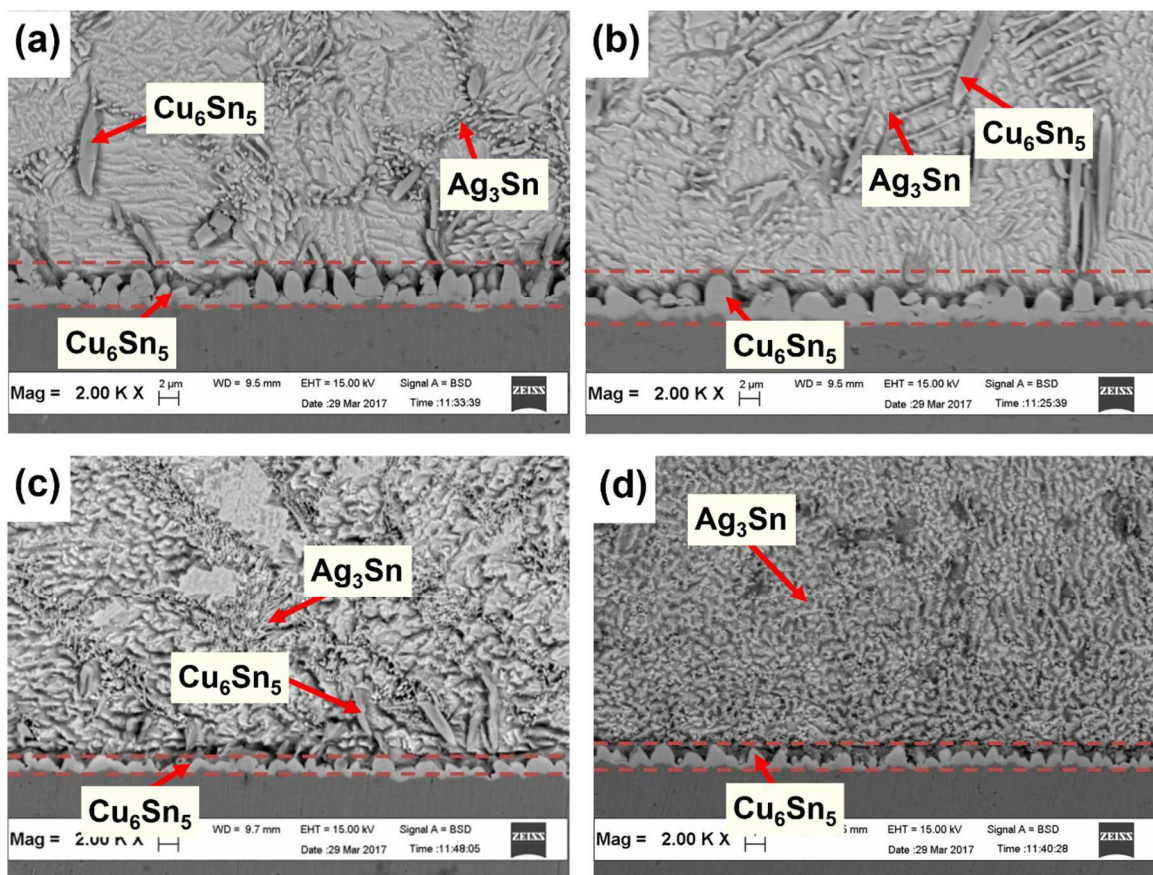 (a)
Cu₆Sn₅
Ag₃Sn
Cu₆Sn₅
Mag = 2.00 K X 2 μm WD = 9.5 mm EHT = 15.00 kV Signal A = BSD
Date :29 Mar 2017 Time :11:33:39
ZEISS
(b)
Cu₆Sn₅
Ag₃Sn
Cu₆Sn₅
Mag = 2.00 K X 2 μm WD = 9.5 mm EHT = 15.00 kV Signal A = BSD
Date :29 Mar 2017 Time :11:25:39
ZEISS
(c)
Ag₃Sn
Cu₆Sn₅
Cu₆Sn₅
Mag = 2.00 K X WD = 9.7 mm EHT = 15.00 kV Signal A = BSD
Date :29 Mar 2017 Time :11:48:05
ZEISS
(d)
Ag₃Sn
Cu₆Sn₅
Mag = 2.00 K X EHT = 15.00 kV Signal A = BSD
Date :29 Mar 2017 Time :11:40:28
ZEISS